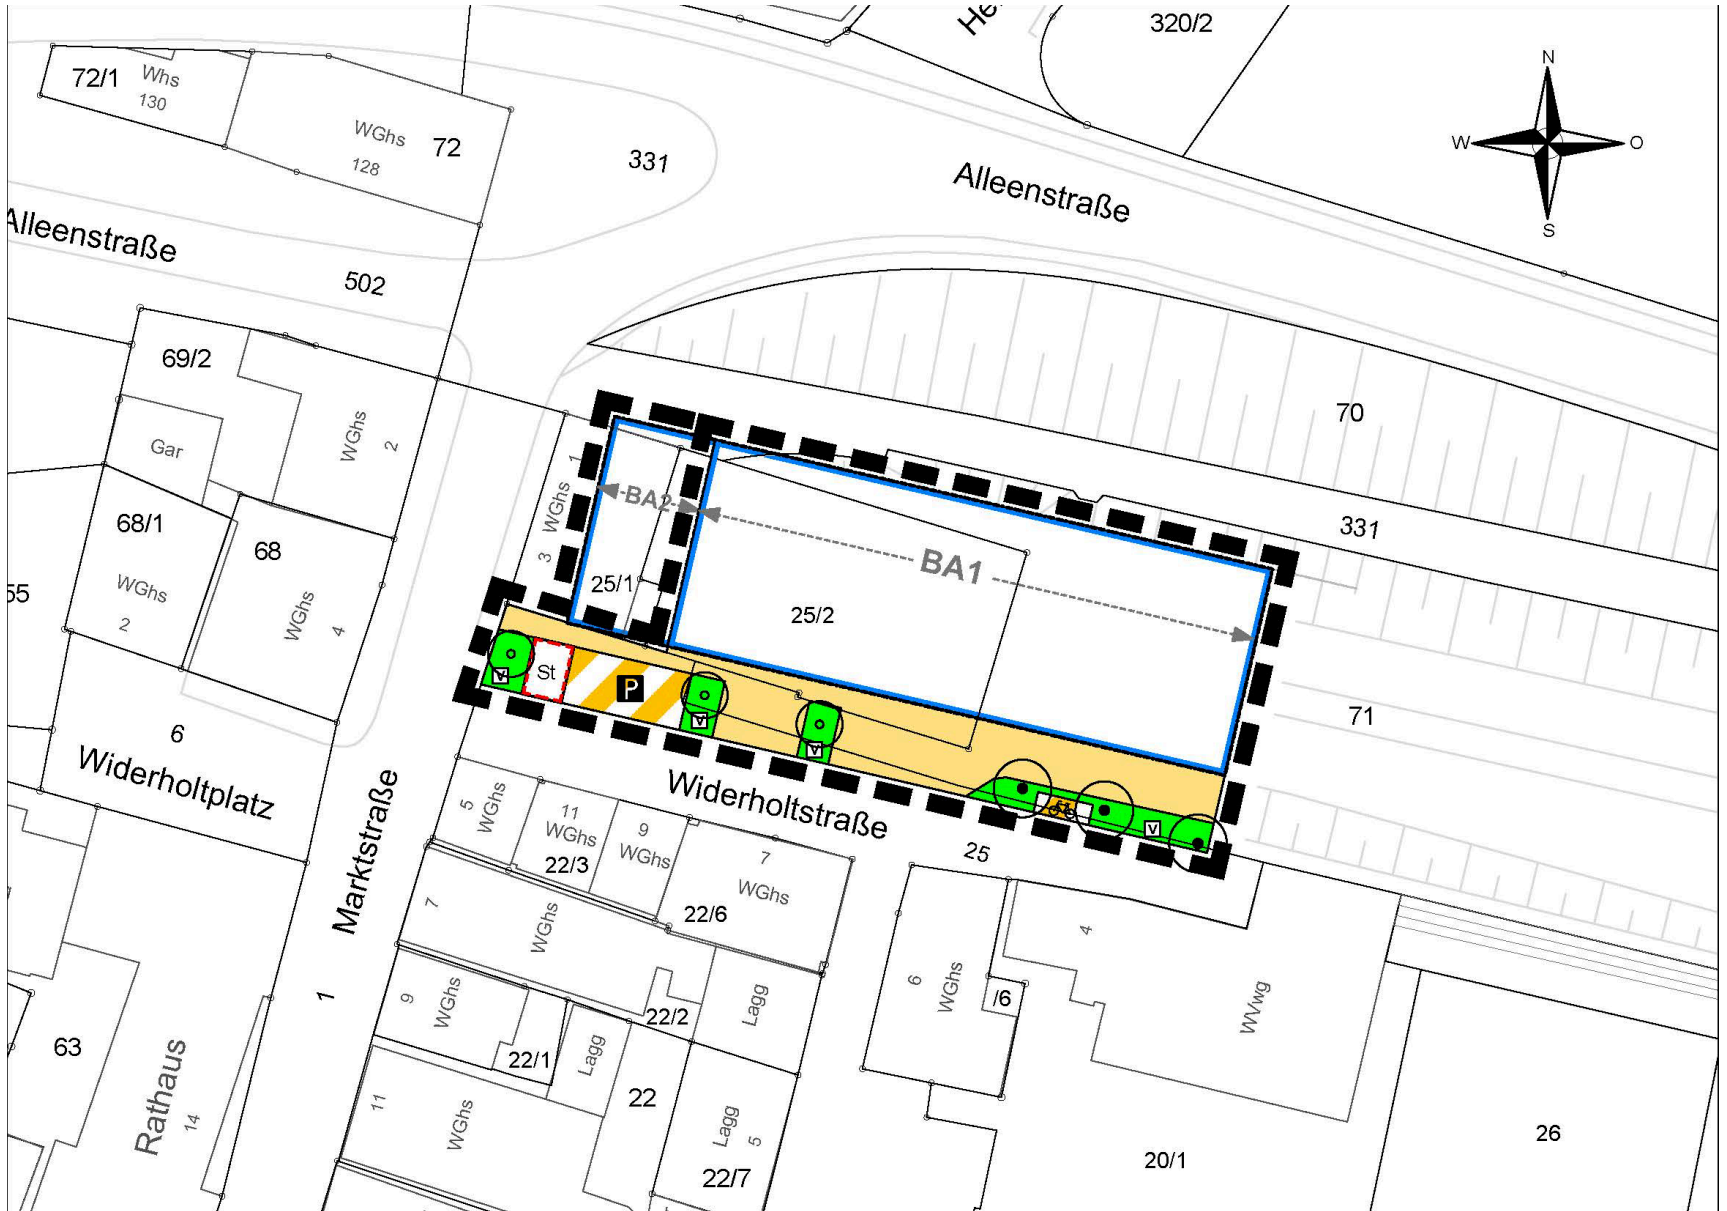 He
320/2
N
W
O
S
72/1
Whs
130
WGhs
72
128
331
Alleenstraße
Alleenstraße
502
69/2
WGhs
2
Gar
70
68/1
68
WGhs
2
WGhs
4
55
1
WGhs
3
BA2
BA1
331
25/1
25/2
St
P
V
V
V
V
71
6
Widerholtplatz
Marktstraße
1
Widerholtstraße
25
5
WGhs
11
WGhs
22/3
9
WGhs
7
WGhs
22/6
7
WGhs
9
WGhs
22/1
Lagg
22/2
Lagg
6
WGhs
/6
4
WVwg
63
Rathaus
14
11
WGhs
22
Lagg
5
22/7
20/1
26